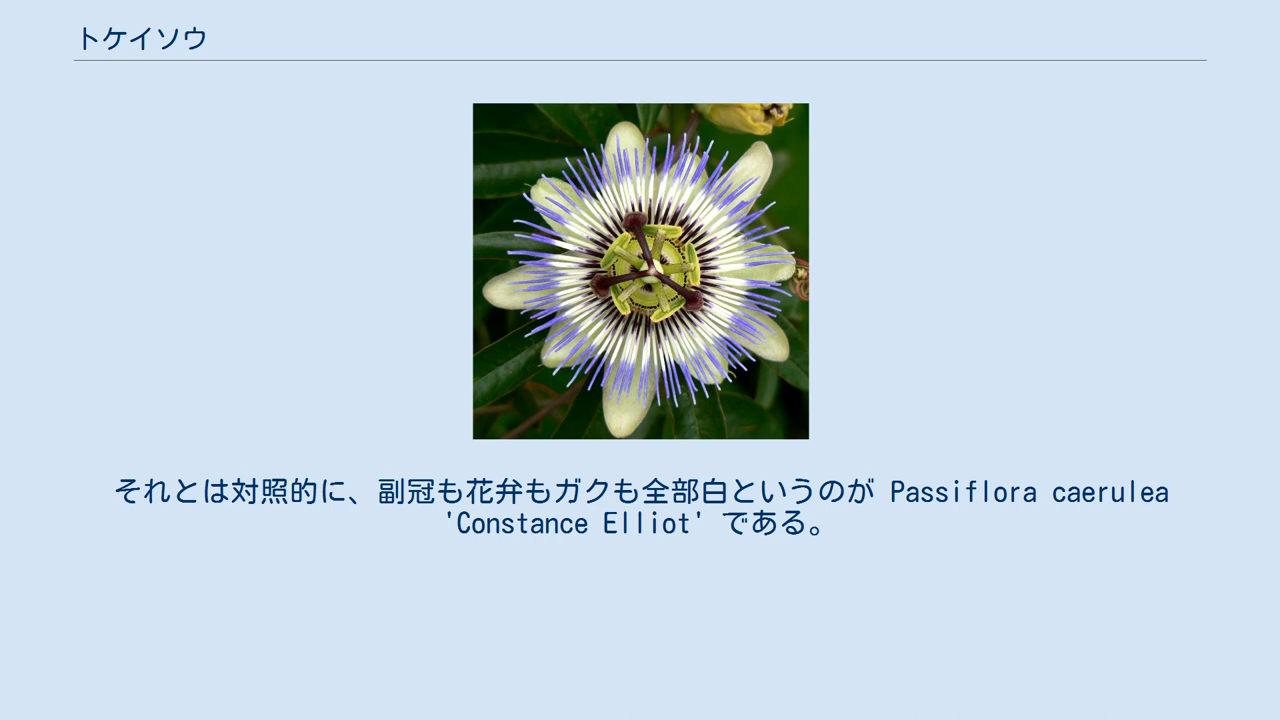 トケイソウ
それとは対照的に、副冠も花弁もガクも全部白というのが Passiflora caerulea
'Constance Elliot' である。